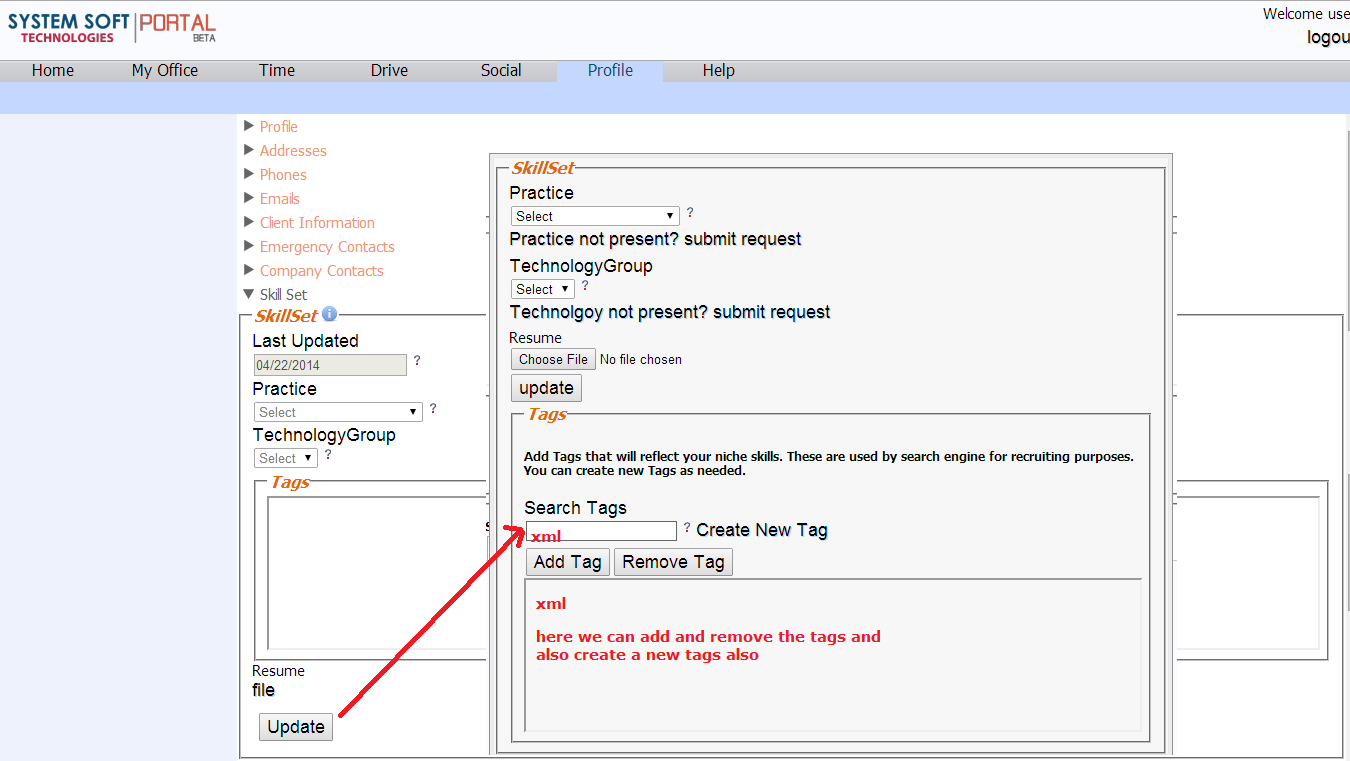 SYSTEM SOFT
TECHNOLOGIES
PORTAL
BETA
Welcome use
logou
Home My Office Time Drive Social Profile Help
Profile
Addresses
Phones
Emails
Client Information
Emergency Contacts
Company Contacts
Skill Set
SkillSet
Last Updated
04/22/2014 ?
Practice
Select ?
TechnologyGroup
Select ?
Tags
s
Resume
file
Update
SkillSet
Practice
Select ?
Practice not present? submit request
TechnologyGroup
Select ?
Technolgoy not present? submit request
Resume
Choose File No file chosen
update
Tags
Add Tags that will reflect your niche skills. These are used by search engine for recruiting purposes.
You can create new Tags as needed.
Search Tags
xml ? Create New Tag
Add Tag Remove Tag
xml
here we can add and remove the tags and
also create a new tags also